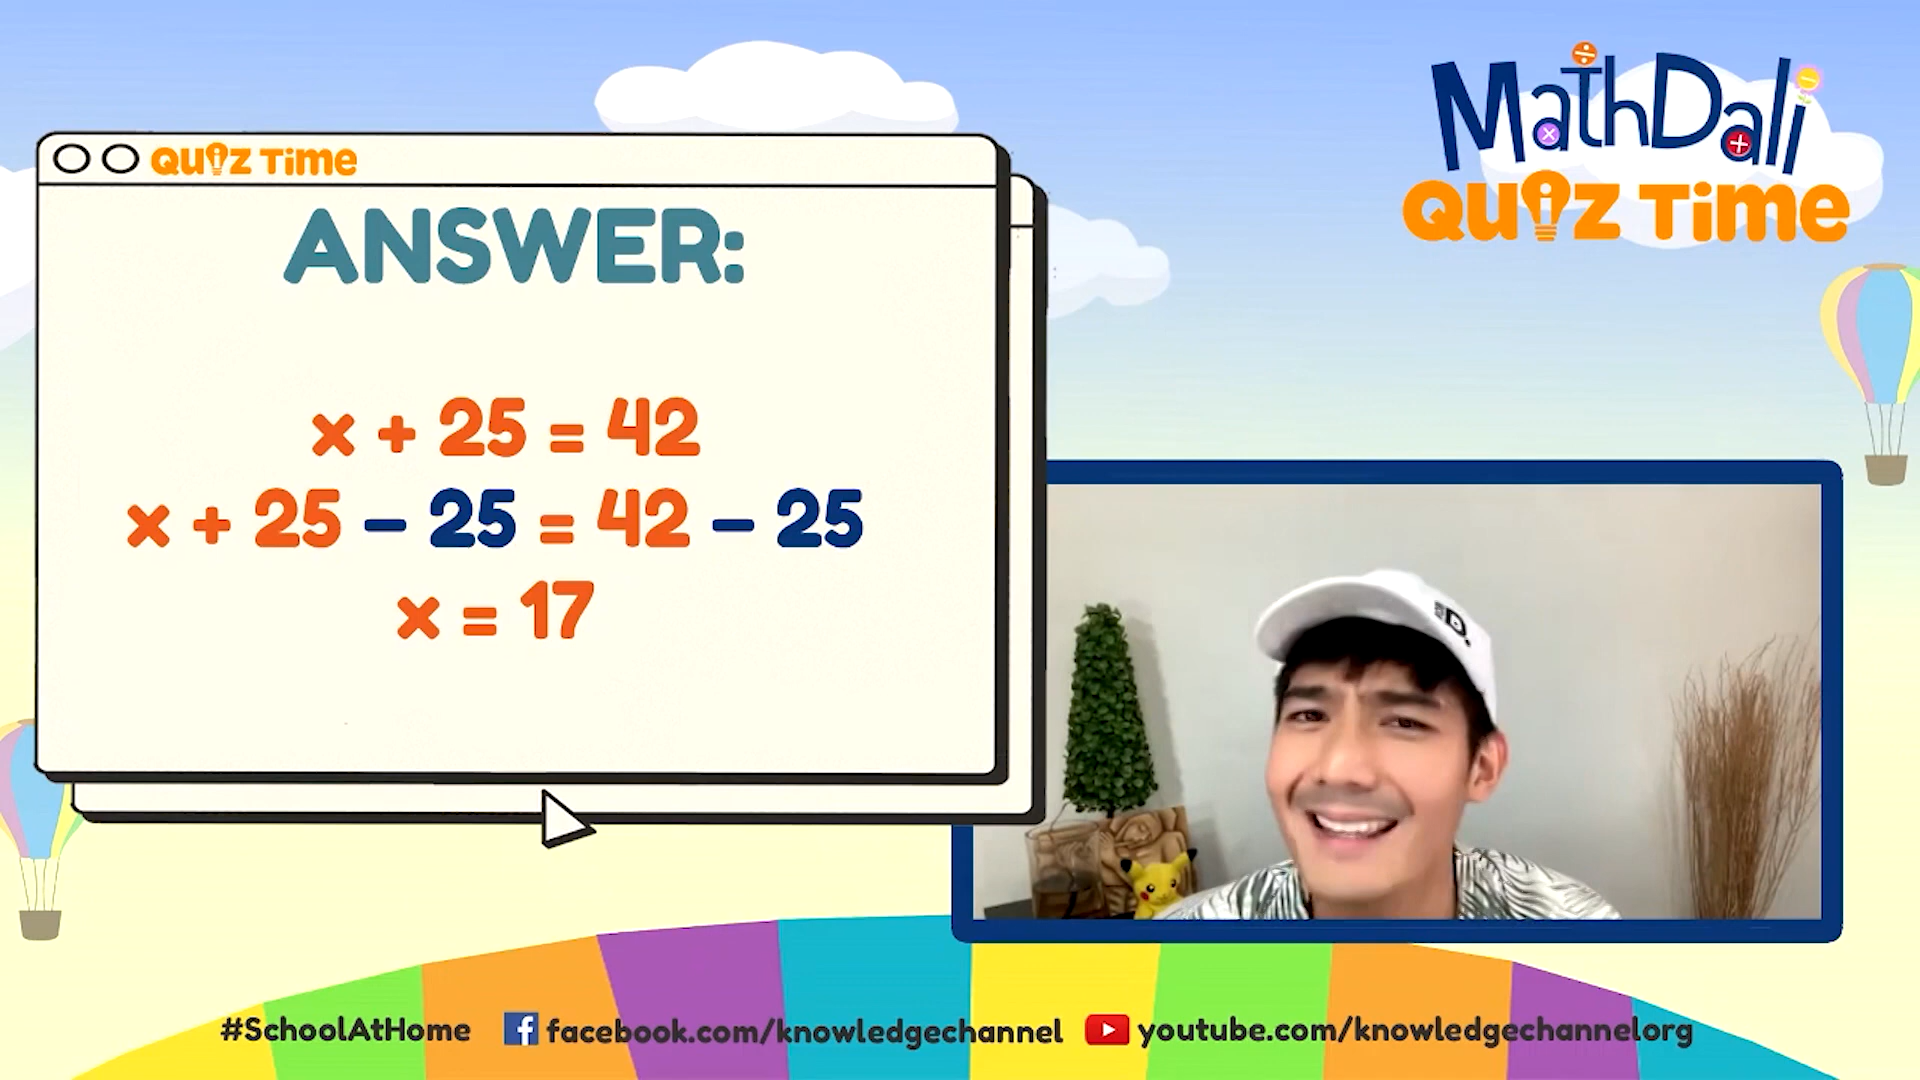 MathDali
QUIZ TIME
QUIZ TIME
ANSWER:
x + 25 = 42
x + 25 – 25 = 42 – 25
x = 17
D.
#SchoolAtHome
facebook.com/knowledgechannel
youtube.com/knowledgechannelorg